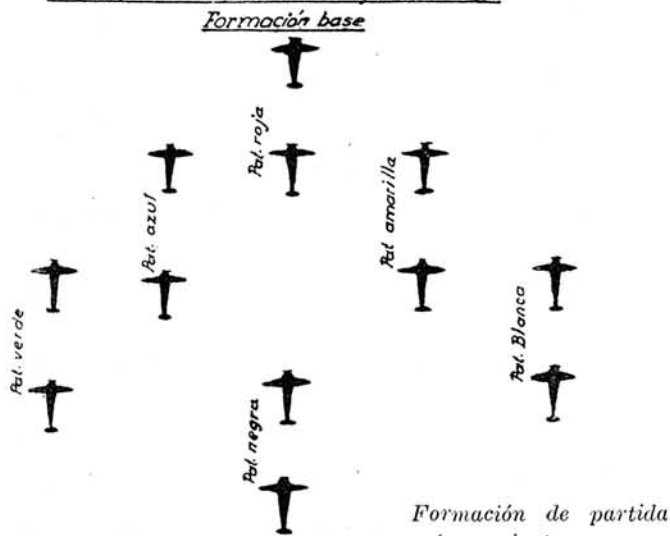 Formación base
Pat. roja
Pat. azul
Pat. amarilla
Pat. verde
Pat. Blanca
Pat. negra
Formación de partida